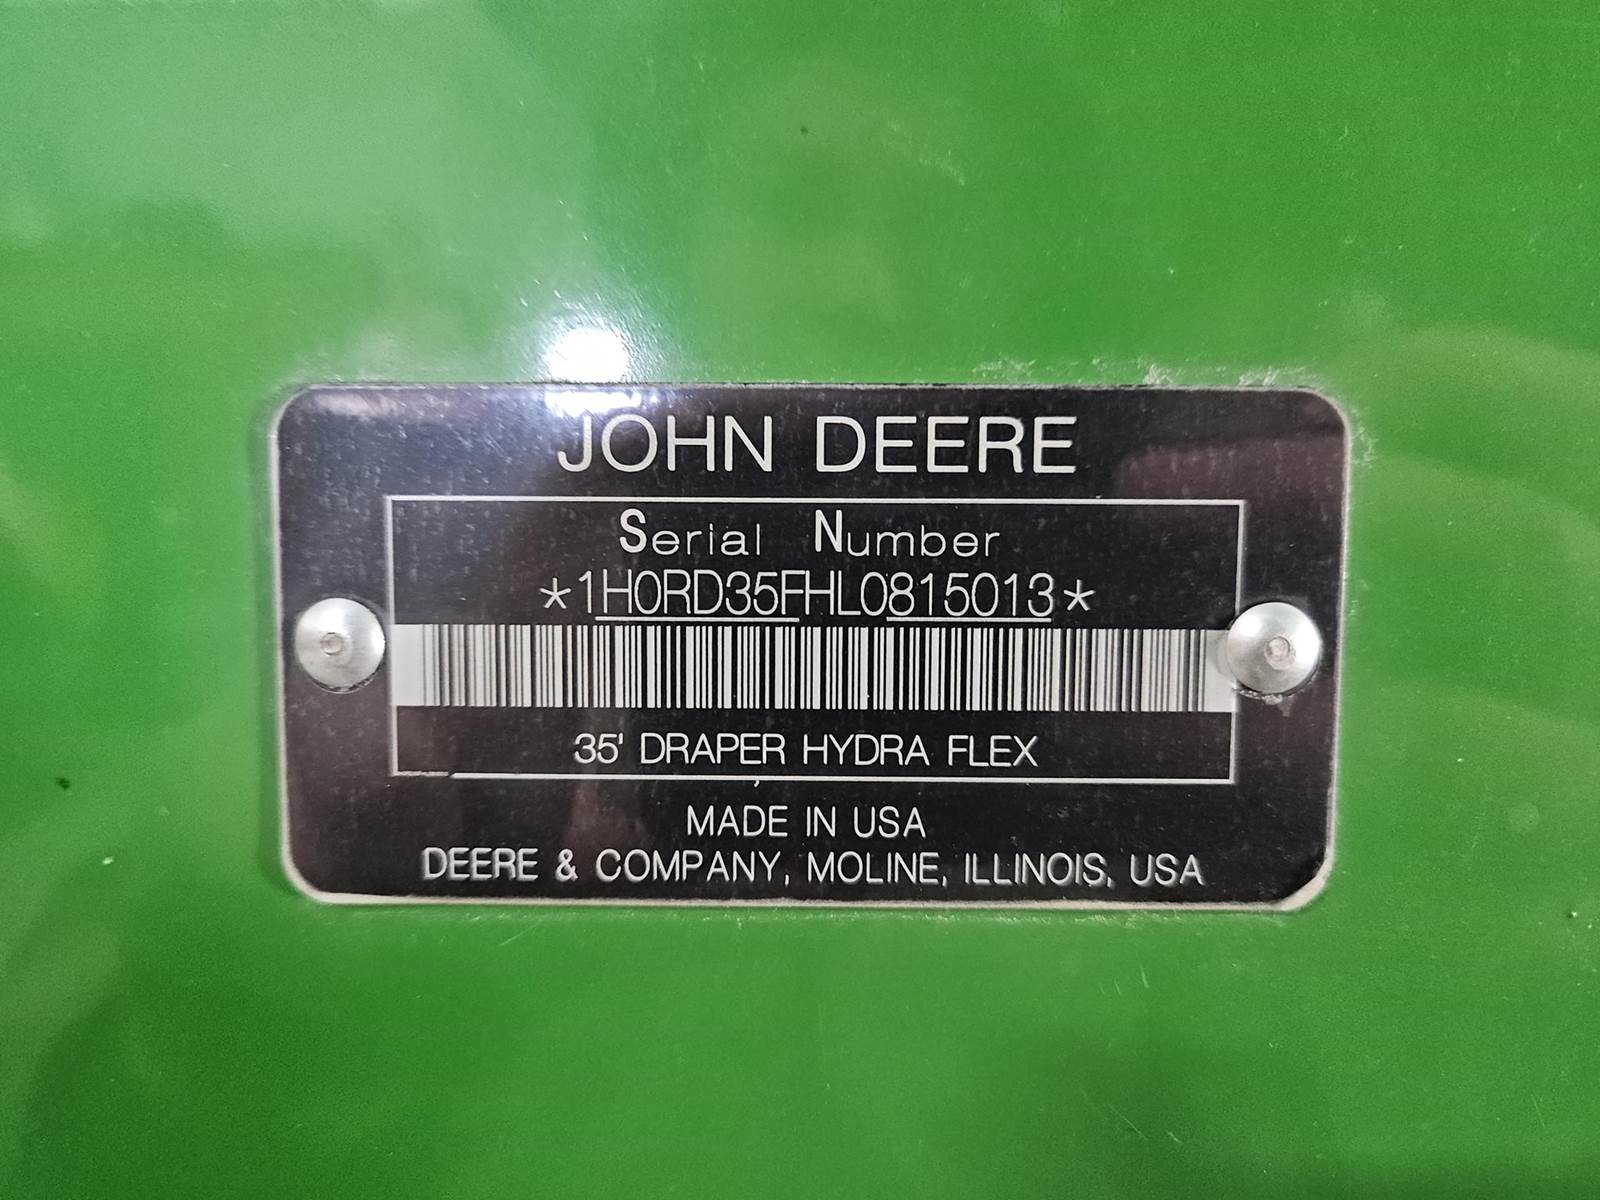 JOHN DEERE
Serial Number
*1H0RD35FHL0815013*
35' DRAPER HYDRA FLEX
MADE IN USA
DEERE & COMPANY, MOLINE, ILLINOIS, USA